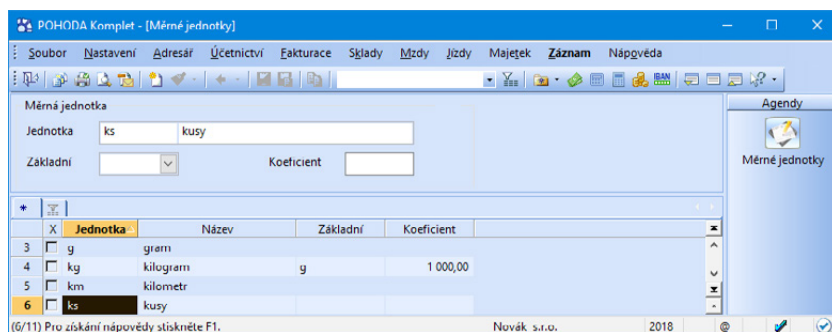 POHODA Komplet - [Měrné jednotky]
Soubor Nastavení Adresář Účetnictví Fakturace Sklady Mzdy Jízdy Majetek Záznam Nápověda
IBAN
Měrná jednotka
Jednotka ks kusy
Základní Koeficient
Agendy
Měrné jednotky
X Jednotka Název Základní Koeficient
3 g gram
4 kg kilogram g 1 000,00
5 km kilometr
6 ks kusy
(6/11) Pro získání nápovědy stiskněte F1. Novák s.r.o. 2018 @